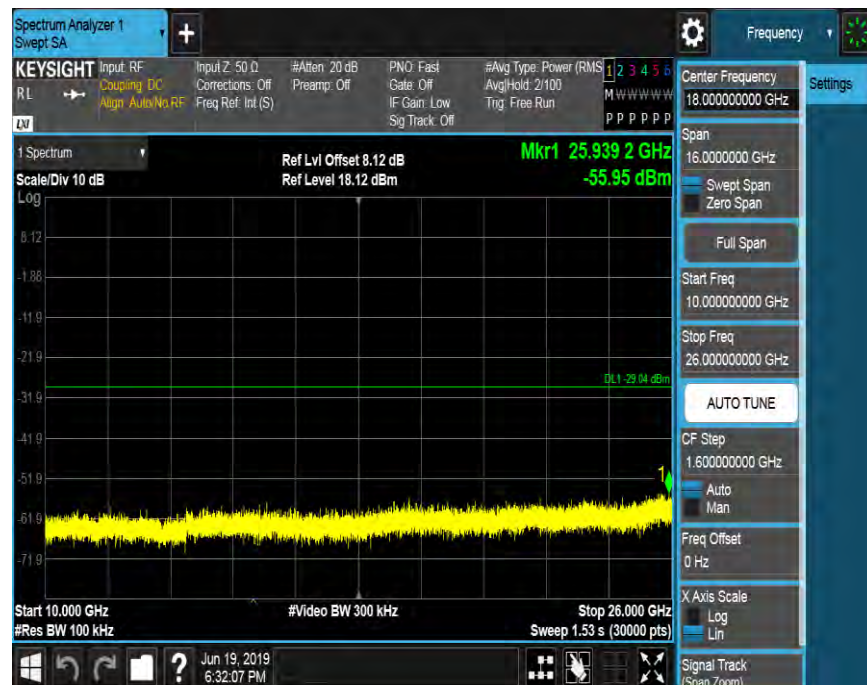 Spectrum Analyzer 1
Swept SA
+
Frequency
KEYSIGHT
RL
LXI
Input: RF
Coupling: DC
Align: Auto/No RF
Input Z: 50 Ω
Corrections: Off
Freq Ref: Int (S)
#Atten: 20 dB
Preamp: Off
PNO: Fast
Gate: Off
IF Gain: Low
Sig Track: Off
#Avg Type: Power (RMS
Avg|Hold: 2/100
Trig: Free Run
1 2 3 4 5 6
M W W W W W
P P P P P P
Center Frequency
18.000000000 GHz
Settings
1 Spectrum
Scale/Div 10 dB
Ref Lvl Offset 8.12 dB
Ref Level 18.12 dBm
Mkr1 25.939 2 GHz
-55.95 dBm
Log
8.12
-1.88
-11.9
-21.9
-31.9
-41.9
-51.9
-61.9
-71.9
DL1 -29.04 dBm
1
Start 10.000 GHz
#Res BW 100 kHz
#Video BW 300 kHz
Stop 26.000 GHz
Sweep 1.53 s (30000 pts)
Span
16.0000000 GHz
Swept Span
Zero Span
Full Span
Start Freq
10.000000000 GHz
Stop Freq
26.000000000 GHz
AUTO TUNE
CF Step
1.600000000 GHz
Auto
Man
Freq Offset
0 Hz
X Axis Scale
Log
Lin
Signal Track
(Span Zoom)
?
Jun 19, 2019
6:32:07 PM